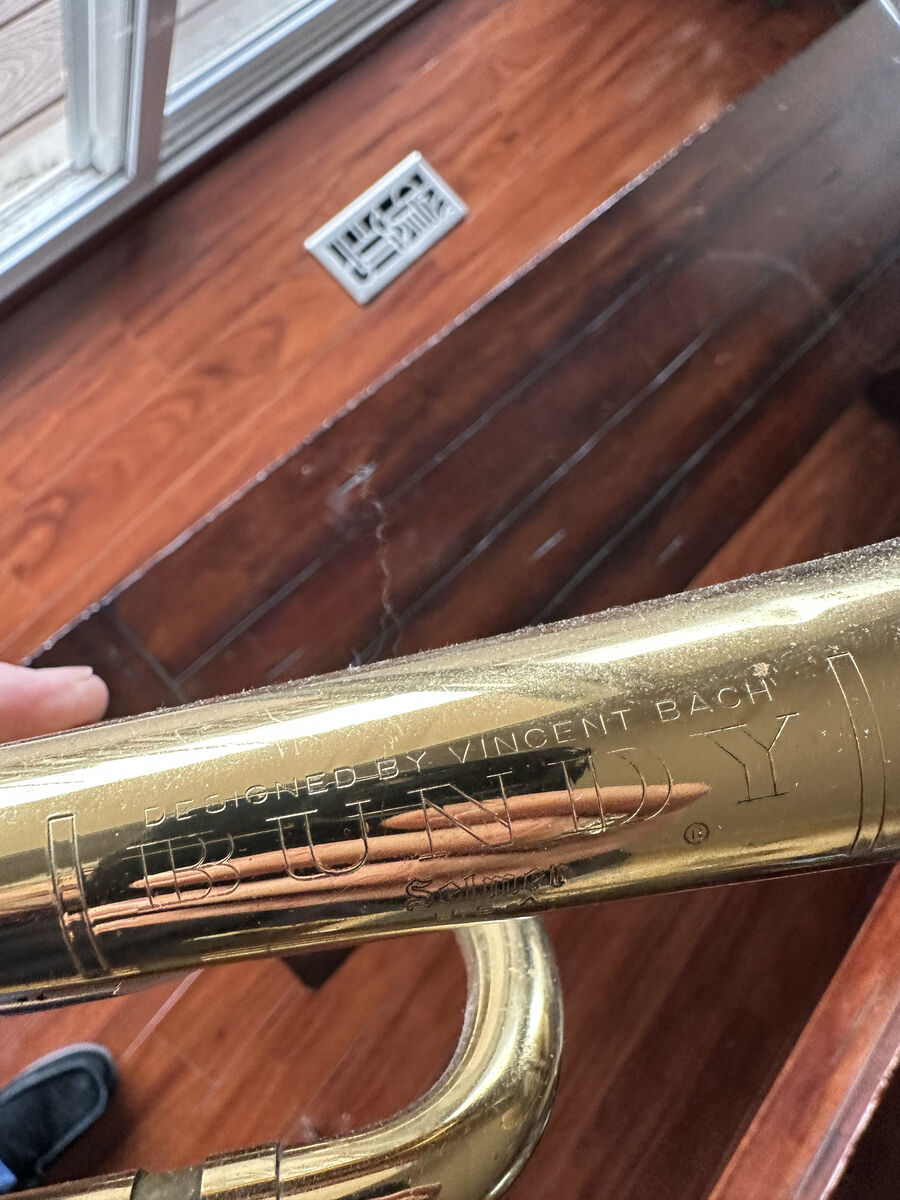 DESIGNED BY VINCENT BACH
BUNDY
®
Selmer